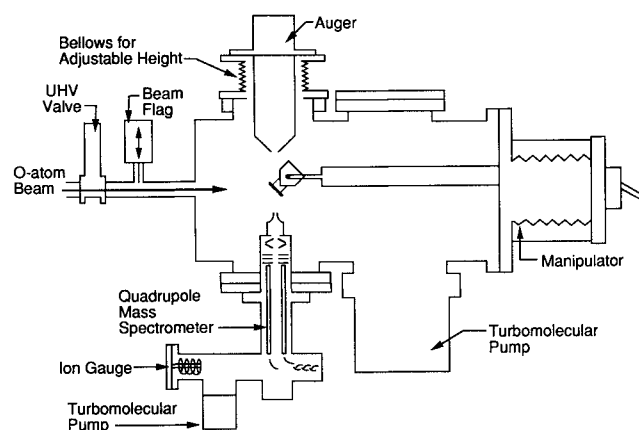 Auger
Bellows for
Adjustable Height
UHV
Valve
Beam
Flag
O-atom
Beam
Manipulator
Quadrupole
Mass
Spectrometer
Turbomolecular
Pump
Ion Gauge
Turbomolecular
Pump